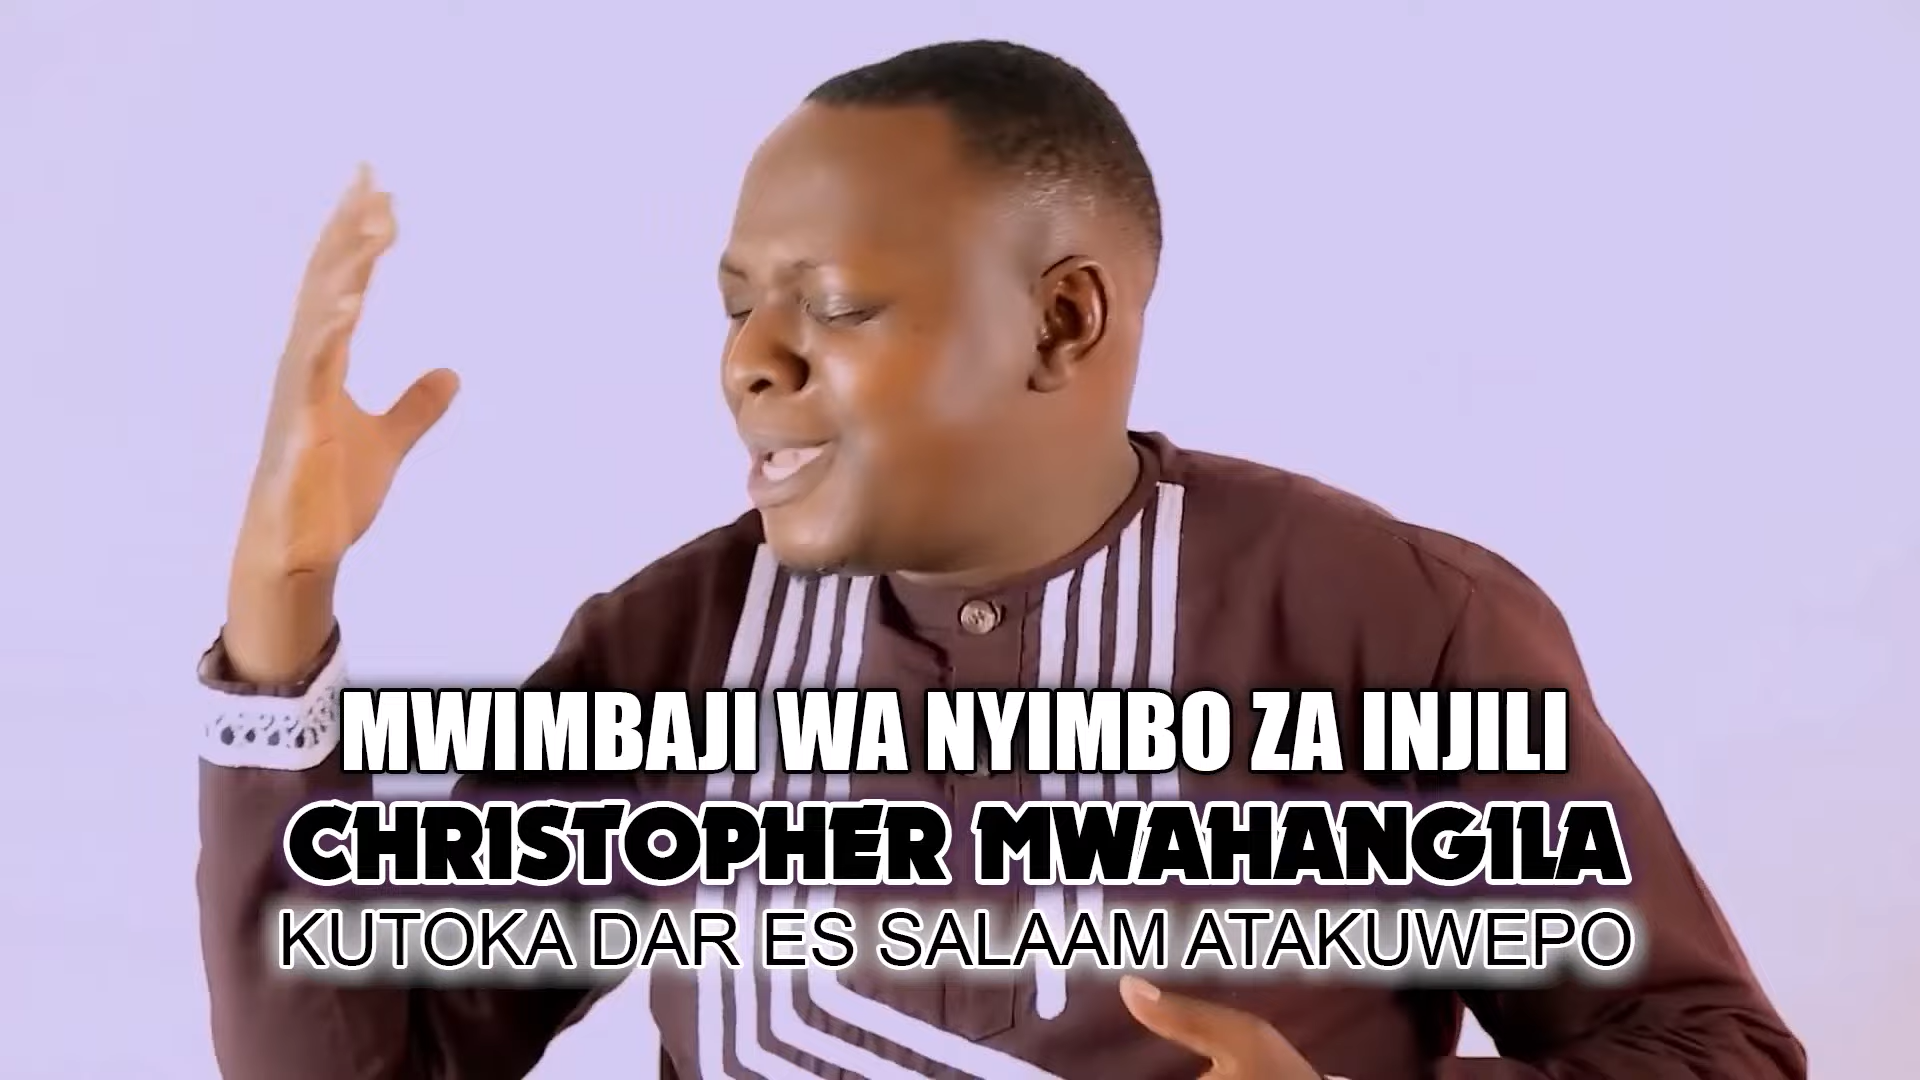 MWIMBAJI WA NYIMBO ZA INJILI
CHRISTOPHER MWAHANGILA
KUTOKA DAR ES SALAAM ATAKUWEPO